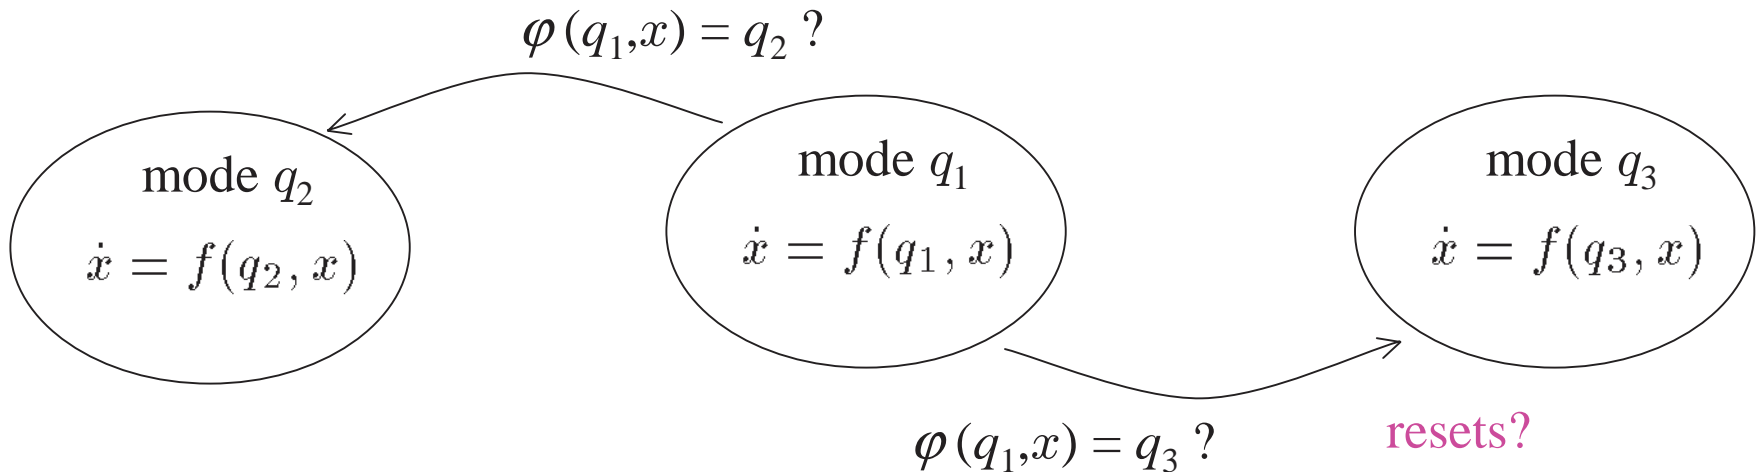 φ(q₁,x) = q₂ ?
mode q₂
ẋ = f(q₂, x)
mode q₁
ẋ = f(q₁, x)
mode q₃
ẋ = f(q₃, x)
φ(q₁,x) = q₃ ?
resets?